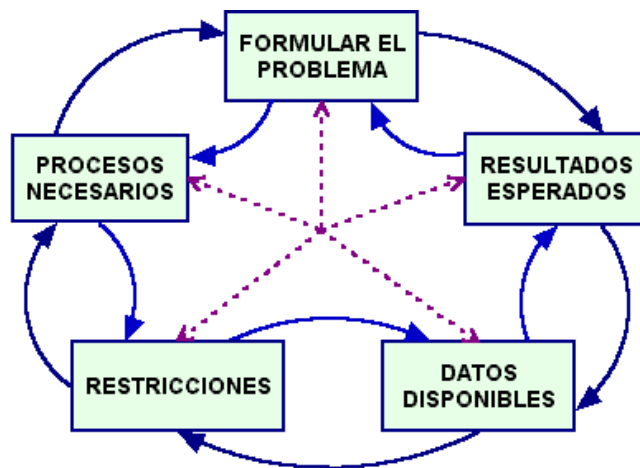 FORMULAR EL
PROBLEMA
PROCESOS
NECESARIOS
RESULTADOS
ESPERADOS
RESTRICCIONES
DATOS
DISPONIBLES